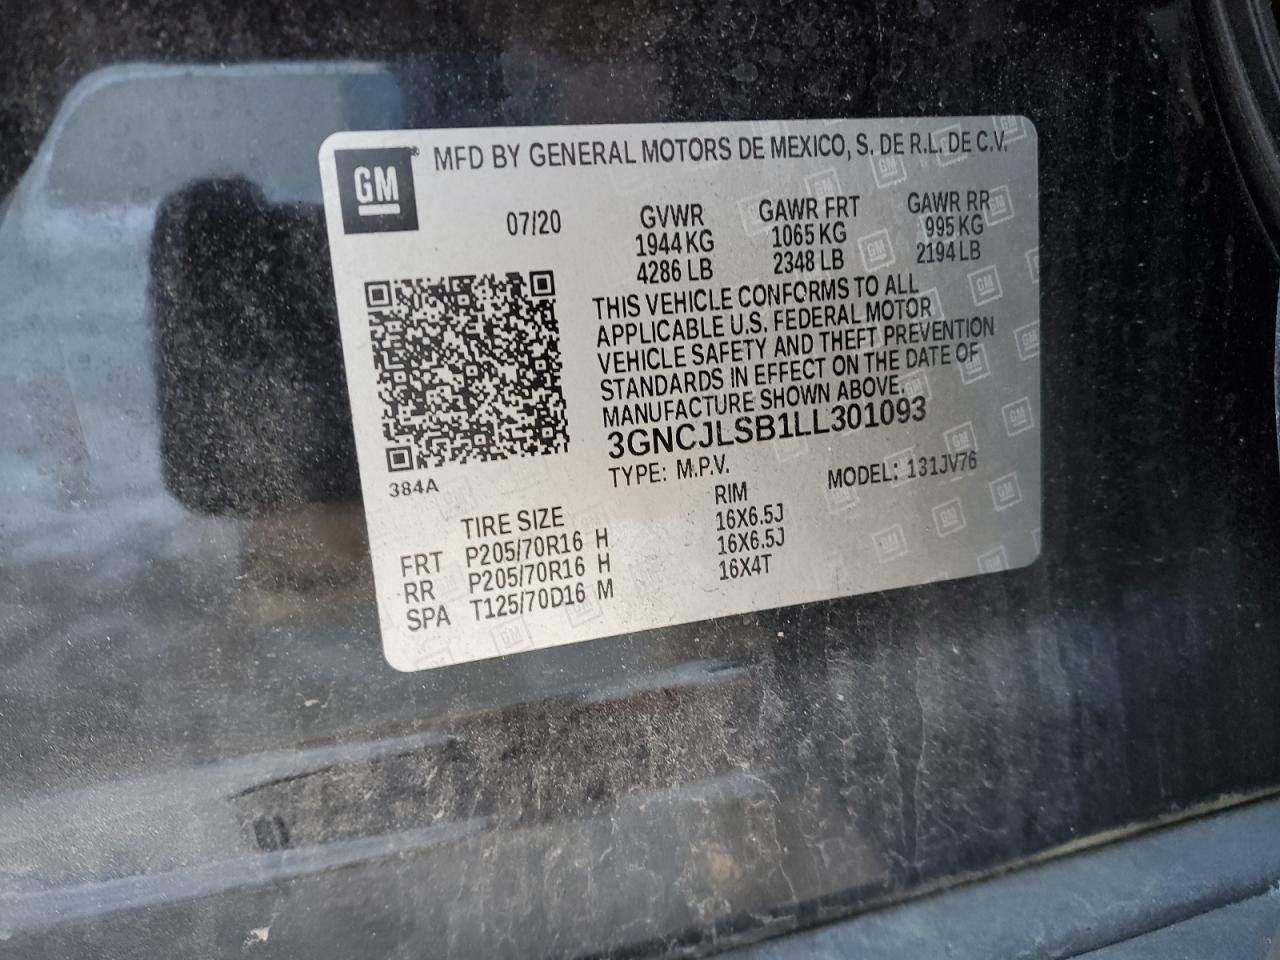 GM MFD BY GENERAL MOTORS DE MEXICO, S. DE R.L. DE C.V.
07/20 GVWR GAWR FRT GAWR RR
1944 KG 1065 KG 995 KG
4286 LB 2348 LB 2194 LB
THIS VEHICLE CONFORMS TO ALL
APPLICABLE U.S. FEDERAL MOTOR
VEHICLE SAFETY AND THEFT PREVENTION
STANDARDS IN EFFECT ON THE DATE OF
MANUFACTURE SHOWN ABOVE.
3GNCJLSB1LL301093
384A
TYPE: M.P.V. MODEL: 131JV76
TIRE SIZE RIM
FRT P205/70R16 H 16X6.5J
RR P205/70R16 H 16X6.5J
SPA T125/70D16 M 16X4T